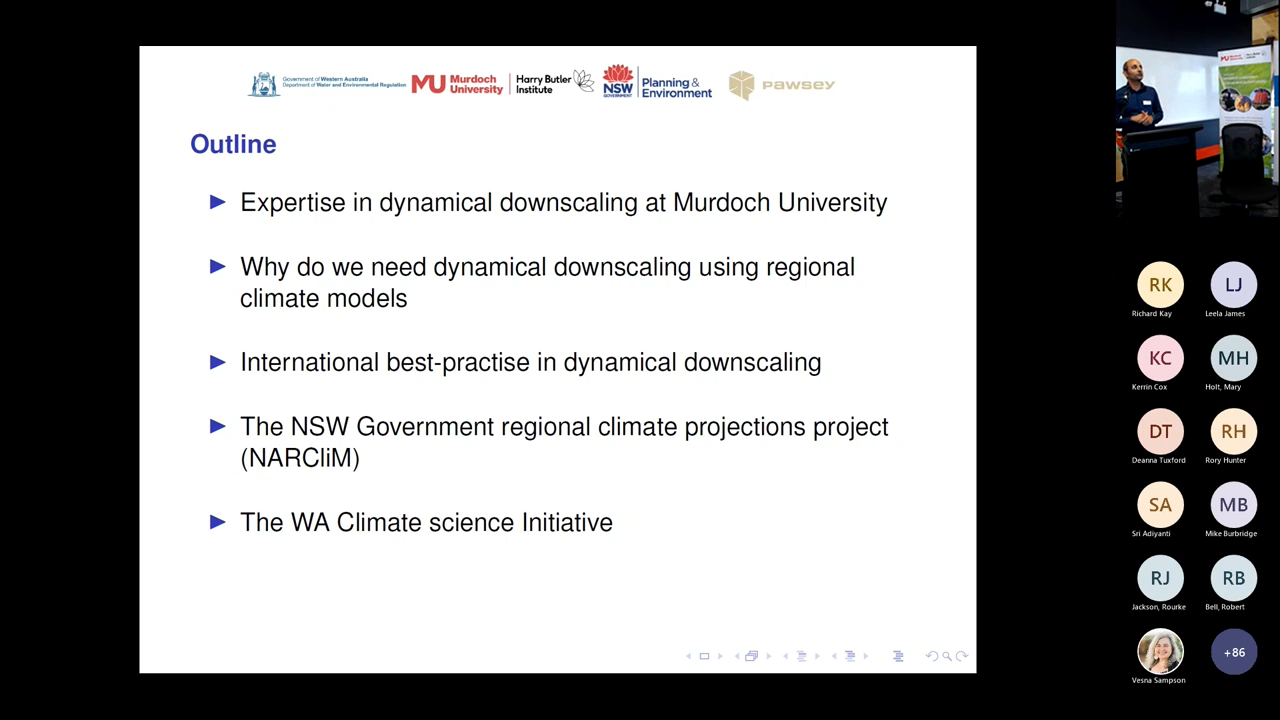 Government of Western Australia
Department of Water and Environmental Regulation
MU Murdoch
University
Harry Butler
Institute
NSW
GOVERNMENT
Planning &
Environment
PAWSEY
Outline
Expertise in dynamical downscaling at Murdoch University
Why do we need dynamical downscaling using regional
climate models
International best-practise in dynamical downscaling
The NSW Government regional climate projections project
(NARCliM)
The WA Climate science Initiative
RK
LJ
Richard Kay
Leela James
KC
MH
Kerrin Cox
Holt, Mary
DT
RH
Deanna Tuxford
Rory Hunter
SA
MB
Sri Adiyanti
Mike Burbridge
RJ
RB
Jackson, Rourke
Bell, Robert
+86
Vesna Sampson